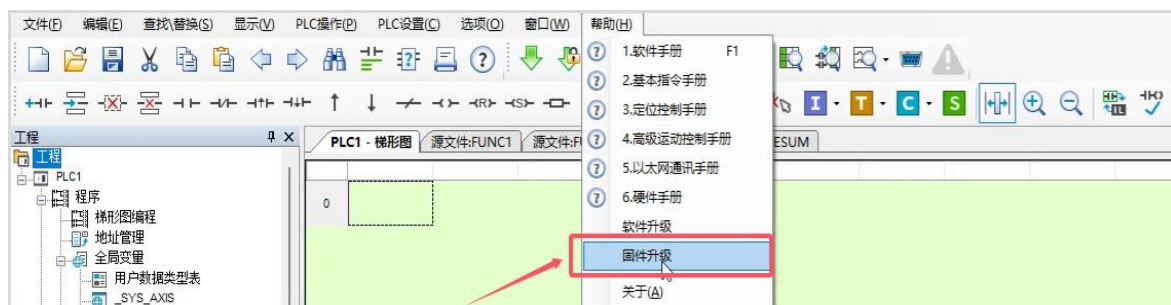 文件(F) 编辑(E) 查找\替换(S) 显示(V) PLC操作(P) PLC设置(C) 选项(O) 窗口(W) 帮助(H)
1.软件手册 F1
2.基本指令手册
3.定位控制手册
4.高级运动控制手册
5.以太网通讯手册
6.硬件手册
软件升级
固件升级
关于(A)
I T C S
工程
PLC1 - 梯形图 源文件:FUNC1 源文件:F ESUM
工程
PLC1
程序
梯形图编程
地址管理
全局变量
用户数据类型表
_SYS_AXIS
0